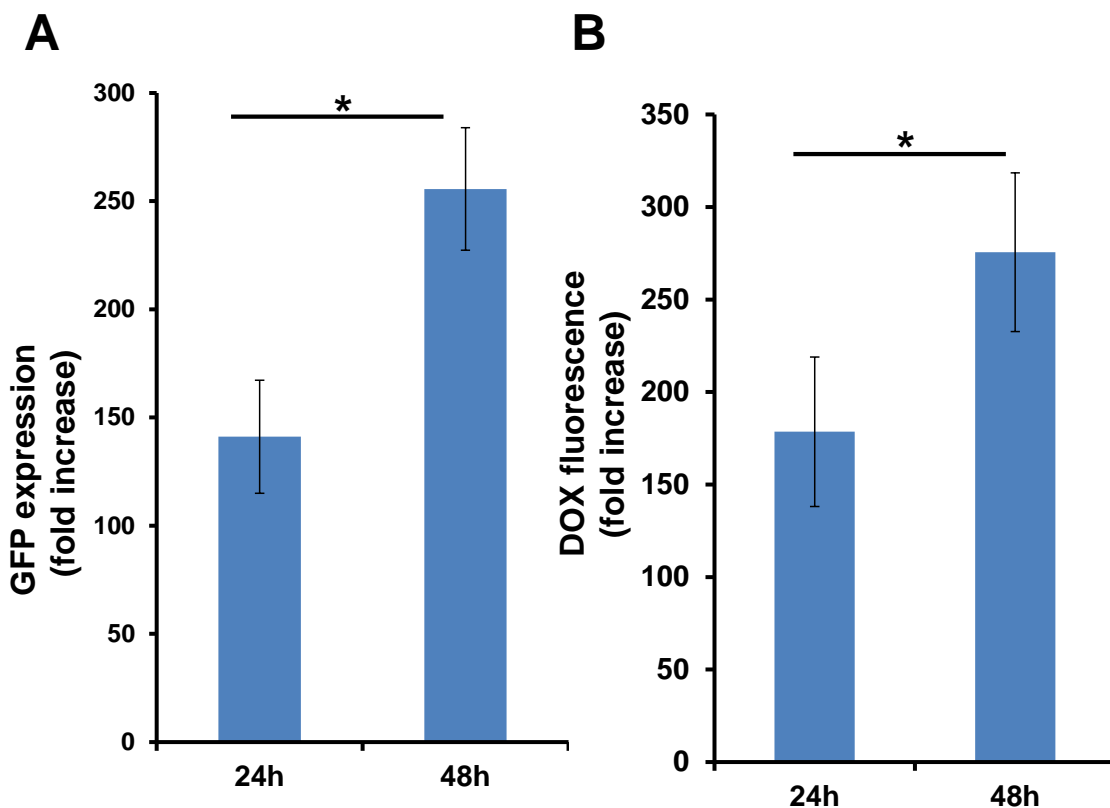 A
GFP expression
(fold increase)
300
250
200
150
100
50
0
*
24h
48h
B
DOX fluorescence
(fold increase)
350
300
250
200
150
100
50
0
*
24h
48h